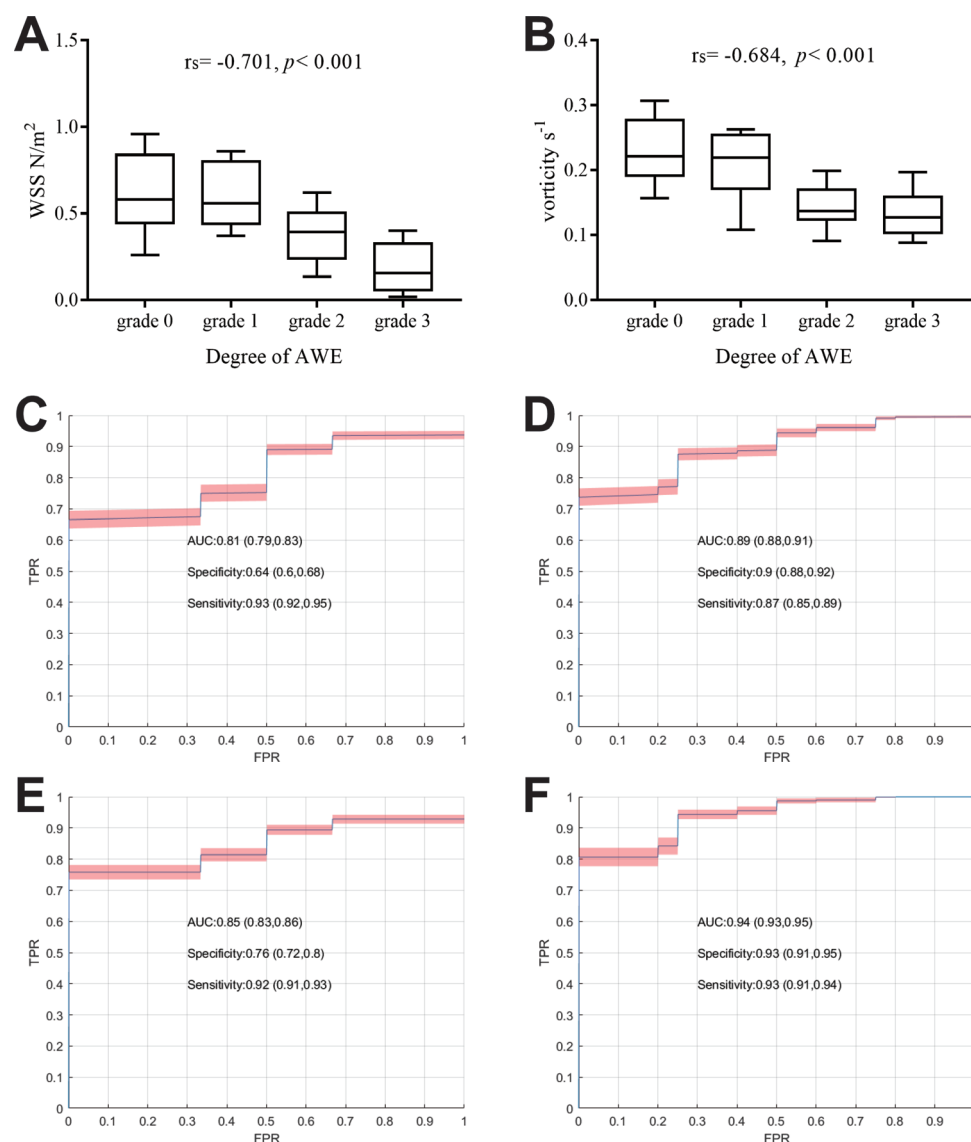 A
rs= -0.701, p< 0.001
WSS N/m²
1.5
1.0
0.5
0.0
grade 0 grade 1 grade 2 grade 3
Degree of AWE
B
rs= -0.684, p< 0.001
vorticity s⁻¹
0.4
0.3
0.2
0.1
0.0
grade 0 grade 1 grade 2 grade 3
Degree of AWE
C
TPR
1
0.9
0.8
0.7
0.6
0.5
0.4
0.3
0.2
0.1
0
AUC:0.81 (0.79,0.83)
Specificity:0.64 (0.6,0.68)
Sensitivity:0.93 (0.92,0.95)
0 0.1 0.2 0.3 0.4 0.5 0.6 0.7 0.8 0.9 1
FPR
D
TPR
1
0.9
0.8
0.7
0.6
0.5
0.4
0.3
0.2
0.1
0
AUC:0.89 (0.88,0.91)
Specificity:0.9 (0.88,0.92)
Sensitivity:0.87 (0.85,0.89)
0 0.1 0.2 0.3 0.4 0.5 0.6 0.7 0.8 0.9
FPR
E
TPR
1
0.9
0.8
0.7
0.6
0.5
0.4
0.3
0.2
0.1
0
AUC:0.85 (0.83,0.86)
Specificity:0.76 (0.72,0.8)
Sensitivity:0.92 (0.91,0.93)
0 0.1 0.2 0.3 0.4 0.5 0.6 0.7 0.8 0.9 1
FPR
F
TPR
1
0.9
0.8
0.7
0.6
0.5
0.4
0.3
0.2
0.1
0
AUC:0.94 (0.93,0.95)
Specificity:0.93 (0.91,0.95)
Sensitivity:0.93 (0.91,0.94)
0 0.1 0.2 0.3 0.4 0.5 0.6 0.7 0.8 0.9
FPR